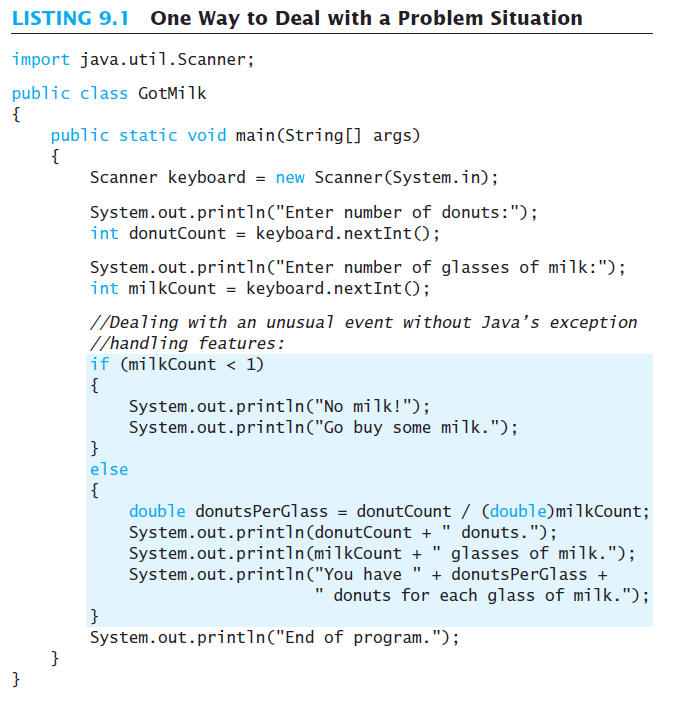 LISTING 9.1 One Way to Deal with a Problem Situation
import java.util.Scanner;
public class GotMilk
{
    public static void main(String[] args)
    {
        Scanner keyboard = new Scanner(System.in);
        System.out.println("Enter number of donuts:");
        int donutCount = keyboard.nextInt();
        System.out.println("Enter number of glasses of milk:");
        int milkCount = keyboard.nextInt();
        //Dealing with an unusual event without Java’s exception
        //handling features:
        if (milkCount < 1)
        {
            System.out.println("No milk!");
            System.out.println("Go buy some milk.");
        }
        else
        {
            double donutsPerGlass = donutCount / (double)milkCount;
            System.out.println(donutCount + " donuts.");
            System.out.println(milkCount + " glasses of milk.");
            System.out.println("You have " + donutsPerGlass +
                               " donuts for each glass of milk.");
        }
        System.out.println("End of program.");
    }
}